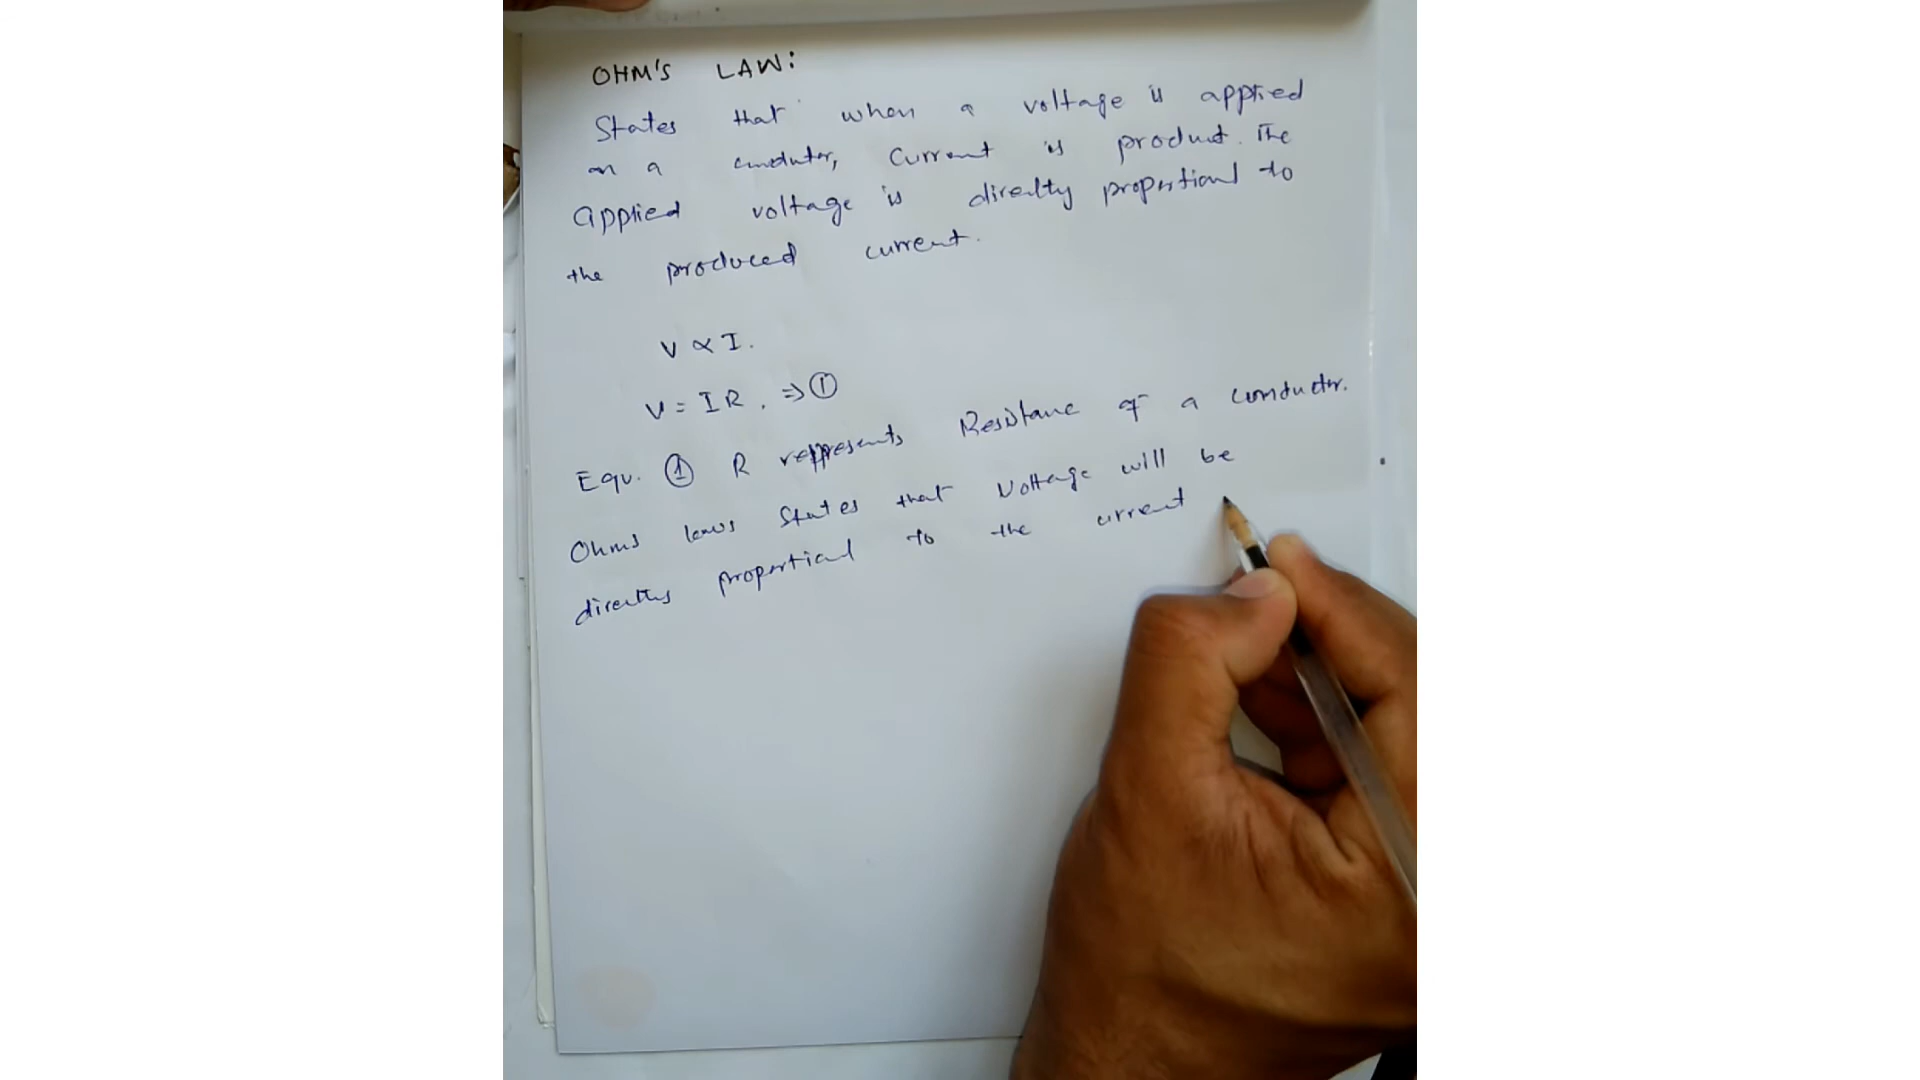 OHM'S LAW:
States that when a voltage is applied
on a conductor, Current is product. The
applied voltage is directly proportional to
the produced current.
V ∝ I.
V = IR. ⇒ ①
Equ. ① R represents Resistance of a conductor.
Ohms laws States that Voltage will be
directly proportional to the current